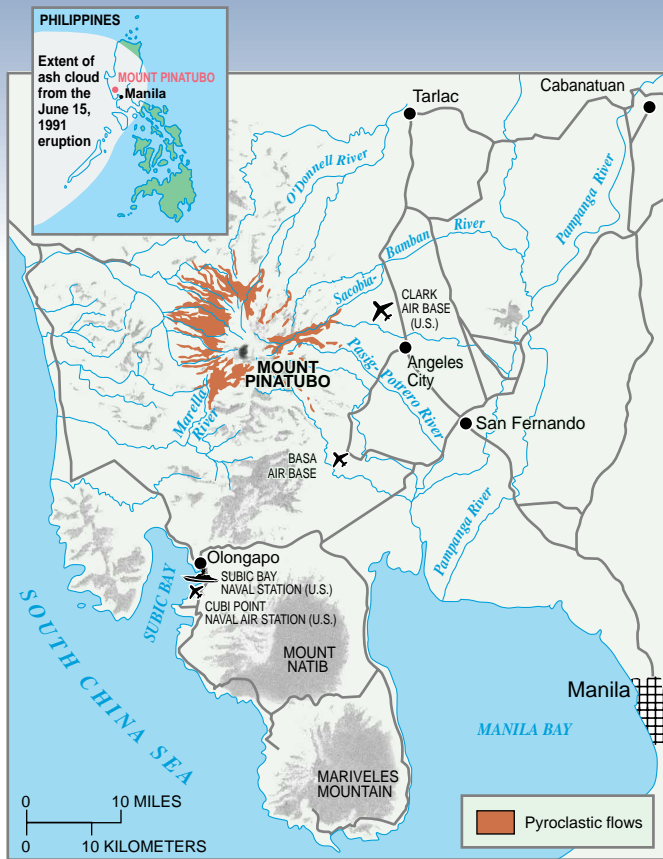 PHILIPPINES
Extent of
ash cloud
from the
June 15,
1991
eruption
MOUNT PINATUBO
Manila
Tarlac
Cabanatuan
O'Donnell River
Pampanga River
Sacobia-Bamban River
CLARK
AIR BASE
(U.S.)
MOUNT
PINATUBO
Angeles
City
Pasig-Potrero River
Marella
River
San Fernando
BASA
AIR BASE
Pampanga River
Olongapo
SUBIC BAY
NAVAL STATION (U.S.)
CUBI POINT
NAVAL AIR STATION (U.S.)
SUBIC BAY
SOUTH CHINA SEA
MOUNT
NATIB
Manila
MANILA BAY
MARIVELES
MOUNTAIN
0 10 MILES
0 10 KILOMETERS
Pyroclastic flows